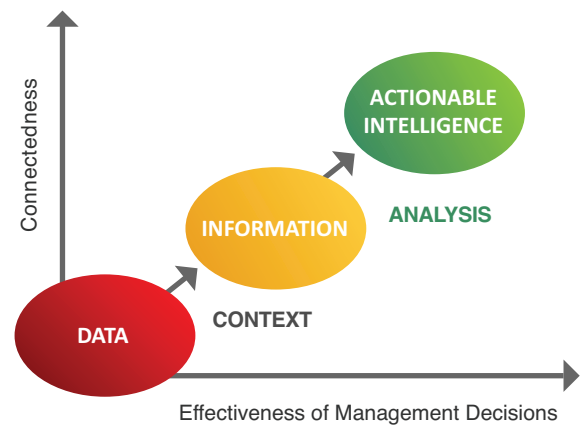 Connectedness
ACTIONABLE
INTELLIGENCE
ANALYSIS
INFORMATION
CONTEXT
DATA
Effectiveness of Management Decisions